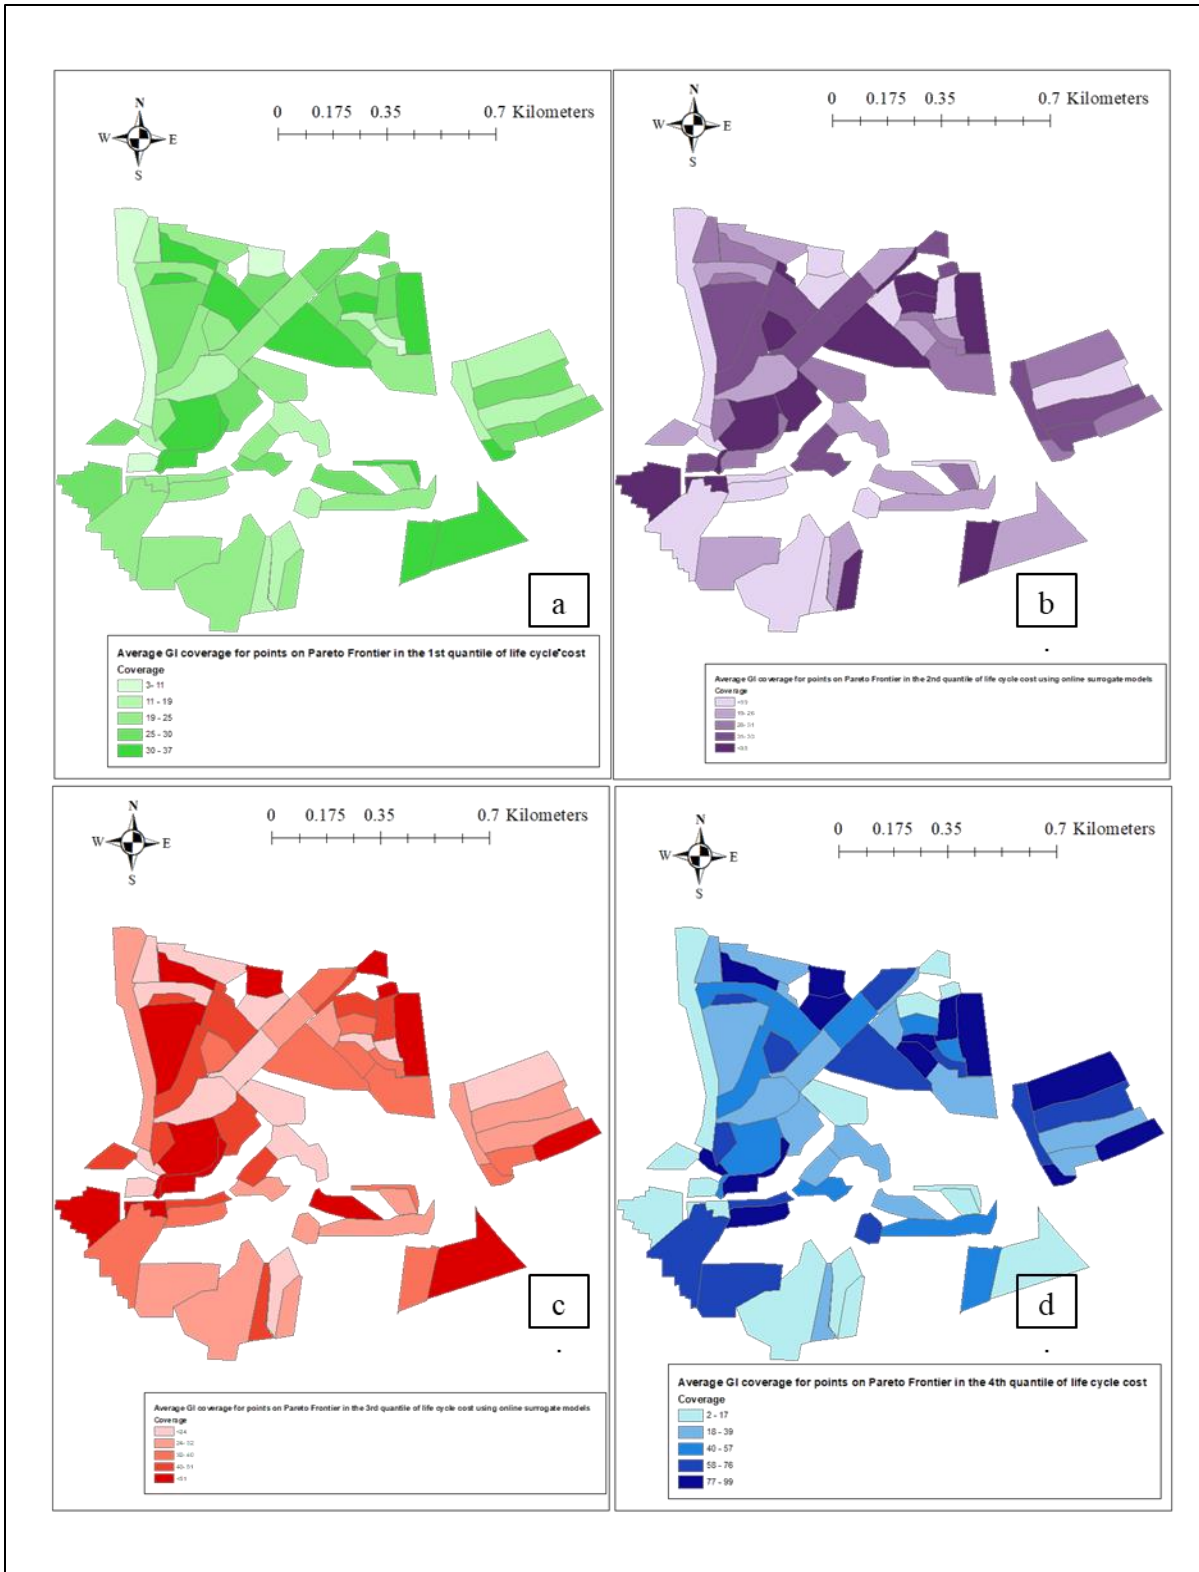 N
W E
S
0 0.175 0.35 0.7 Kilometers
a
Average GI coverage for points on Pareto Frontier in the 1st quantile of life cycle cost
Coverage
3- 11
11 - 19
19 - 25
25 - 30
30 - 37
N
W E
S
0 0.175 0.35 0.7 Kilometers
b
Average GI coverage for points on Pareto Frontier in the 2nd quantile of life cycle cost using online surrogate models
Coverage
N
W E
S
0 0.175 0.35 0.7 Kilometers
c
Average GI coverage for points on Pareto Frontier in the 3rd quantile of life cycle cost using online surrogate models
Coverage
<24
40- 51
N
W E
S
0 0.175 0.35 0.7 Kilometers
d
Average GI coverage for points on Pareto Frontier in the 4th quantile of life cycle cost
Coverage
2 - 17
18 - 39
40 - 57
58 - 76
77 - 99